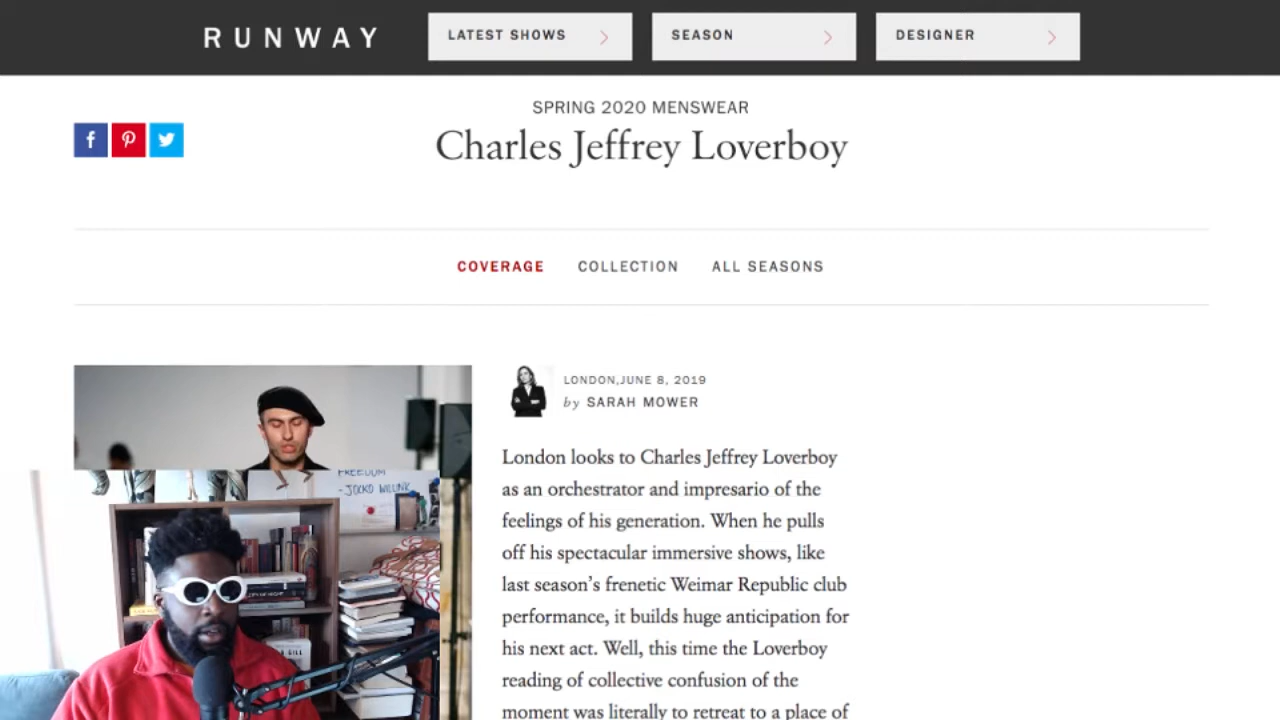 RUNWAY
LATEST SHOWS
SEASON
DESIGNER
SPRING 2020 MENSWEAR
Charles Jeffrey Loverboy
COVERAGE
COLLECTION
ALL SEASONS
LONDON,JUNE 8, 2019
by SARAH MOWER
London looks to Charles Jeffrey Loverboy
as an orchestrator and impresario of the
feelings of his generation. When he pulls
off his spectacular immersive shows, like
last season’s frenetic Weimar Republic club
performance, it builds huge anticipation for
his next act. Well, this time the Loverboy
reading of collective confusion of the
moment was literally to retreat to a place of
FREEDOM
-JOCKO WILLINK